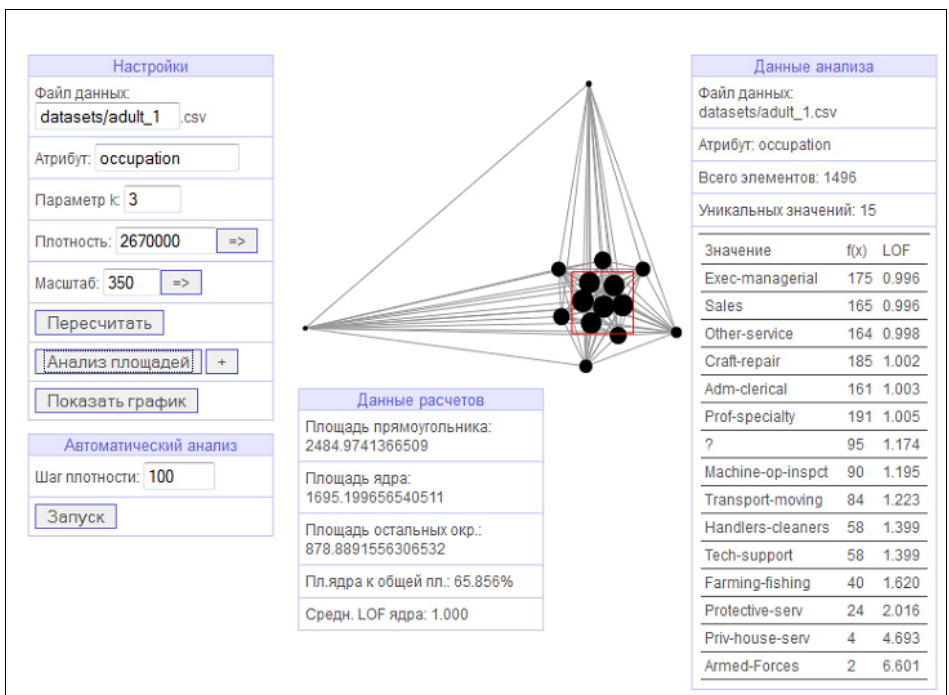 Настройки
Файл данных:
datasets/adult_1 .csv
Атрибут: occupation
Параметр k: 3
Плотность: 2670000 =>
Масштаб: 350 =>
Пересчитать
Анализ площадей +
Показать график
Автоматический анализ
Шаг плотности: 100
Запуск
Данные расчетов
Площадь прямоугольника:
2484.9741366509
Площадь ядра:
1695.199656540511
Площадь остальных окр.:
878.8891556306532
Пл.ядра к общей пл.: 65.856%
Средн. LOF ядра: 1.000
Данные анализа
Файл данных:
datasets/adult_1.csv
Атрибут: occupation
Всего элементов: 1496
Уникальных значений: 15
Значение f(x) LOF
Exec-managerial 175 0.996
Sales 165 0.996
Other-service 164 0.998
Craft-repair 185 1.002
Adm-clerical 161 1.003
Prof-specialty 191 1.005
? 95 1.174
Machine-op-inspct 90 1.195
Transport-moving 84 1.223
Handlers-cleaners 58 1.399
Tech-support 58 1.399
Farming-fishing 40 1.620
Protective-serv 24 2.016
Priv-house-serv 4 4.693
Armed-Forces 2 6.601